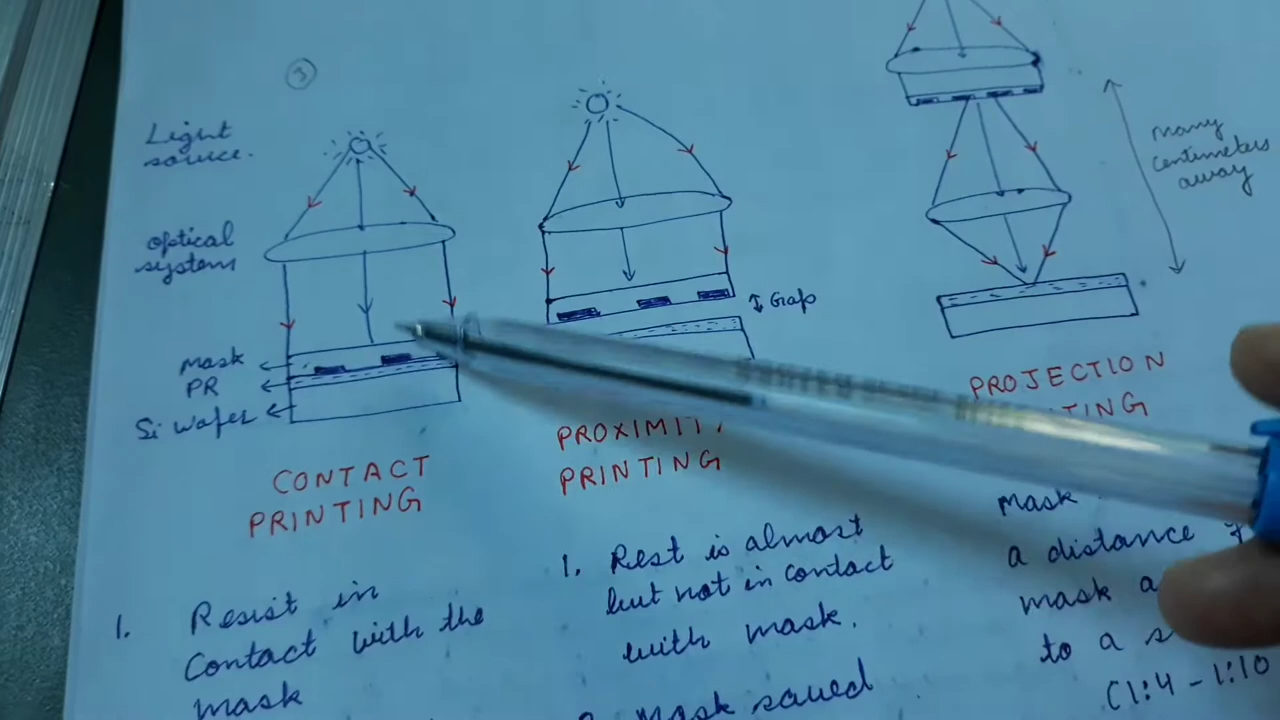 3
Light
source.
optical
system
Mask
PR
Si wafer
CONTACT
PRINTING
1. Resist in
contact with the
mask
Gap
PRINTING
1. Rest is almost
but not in contact
with mask.
mask saved
many
centimeters
away
PROJECTION
mask
a distance
mask a
to a s
(1:4 - 1:10